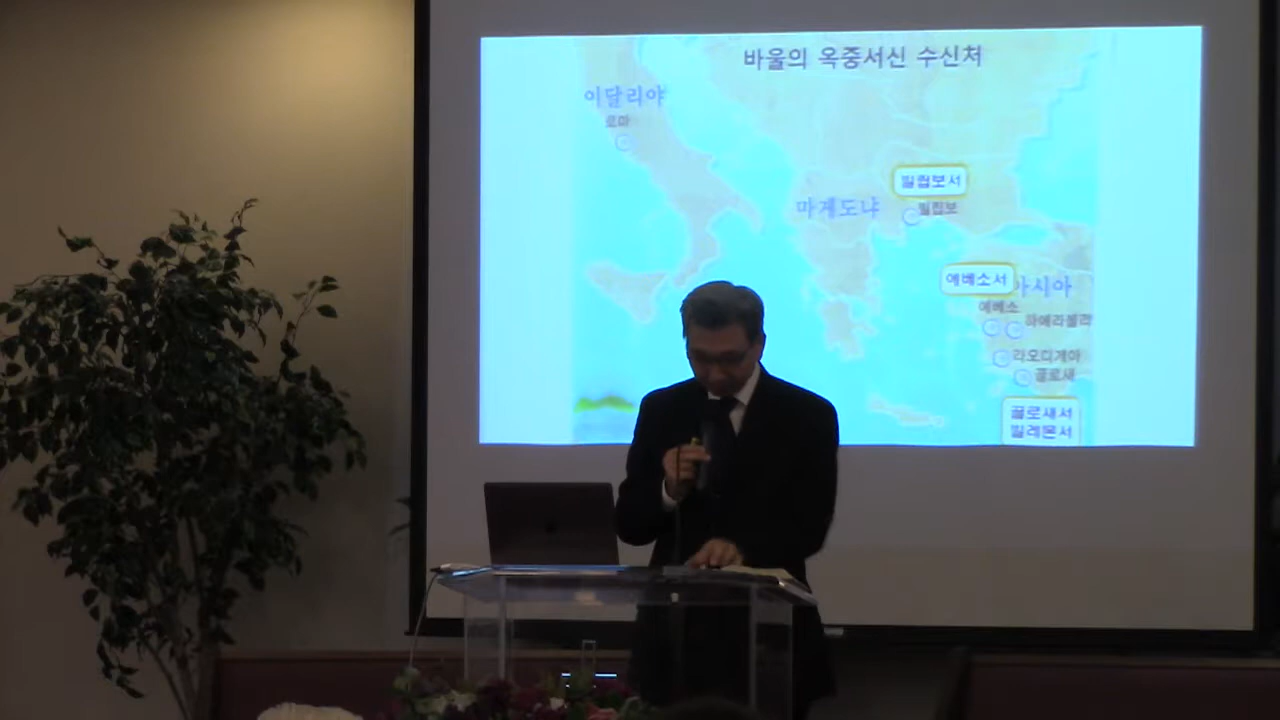 바울의 옥중서신 수신처
이달리야
로마
빌립보서
마게도냐
빌립보
에베소서
아시아
에베소
히에라볼리
라오디게아
골로새
골로새서
빌레몬서